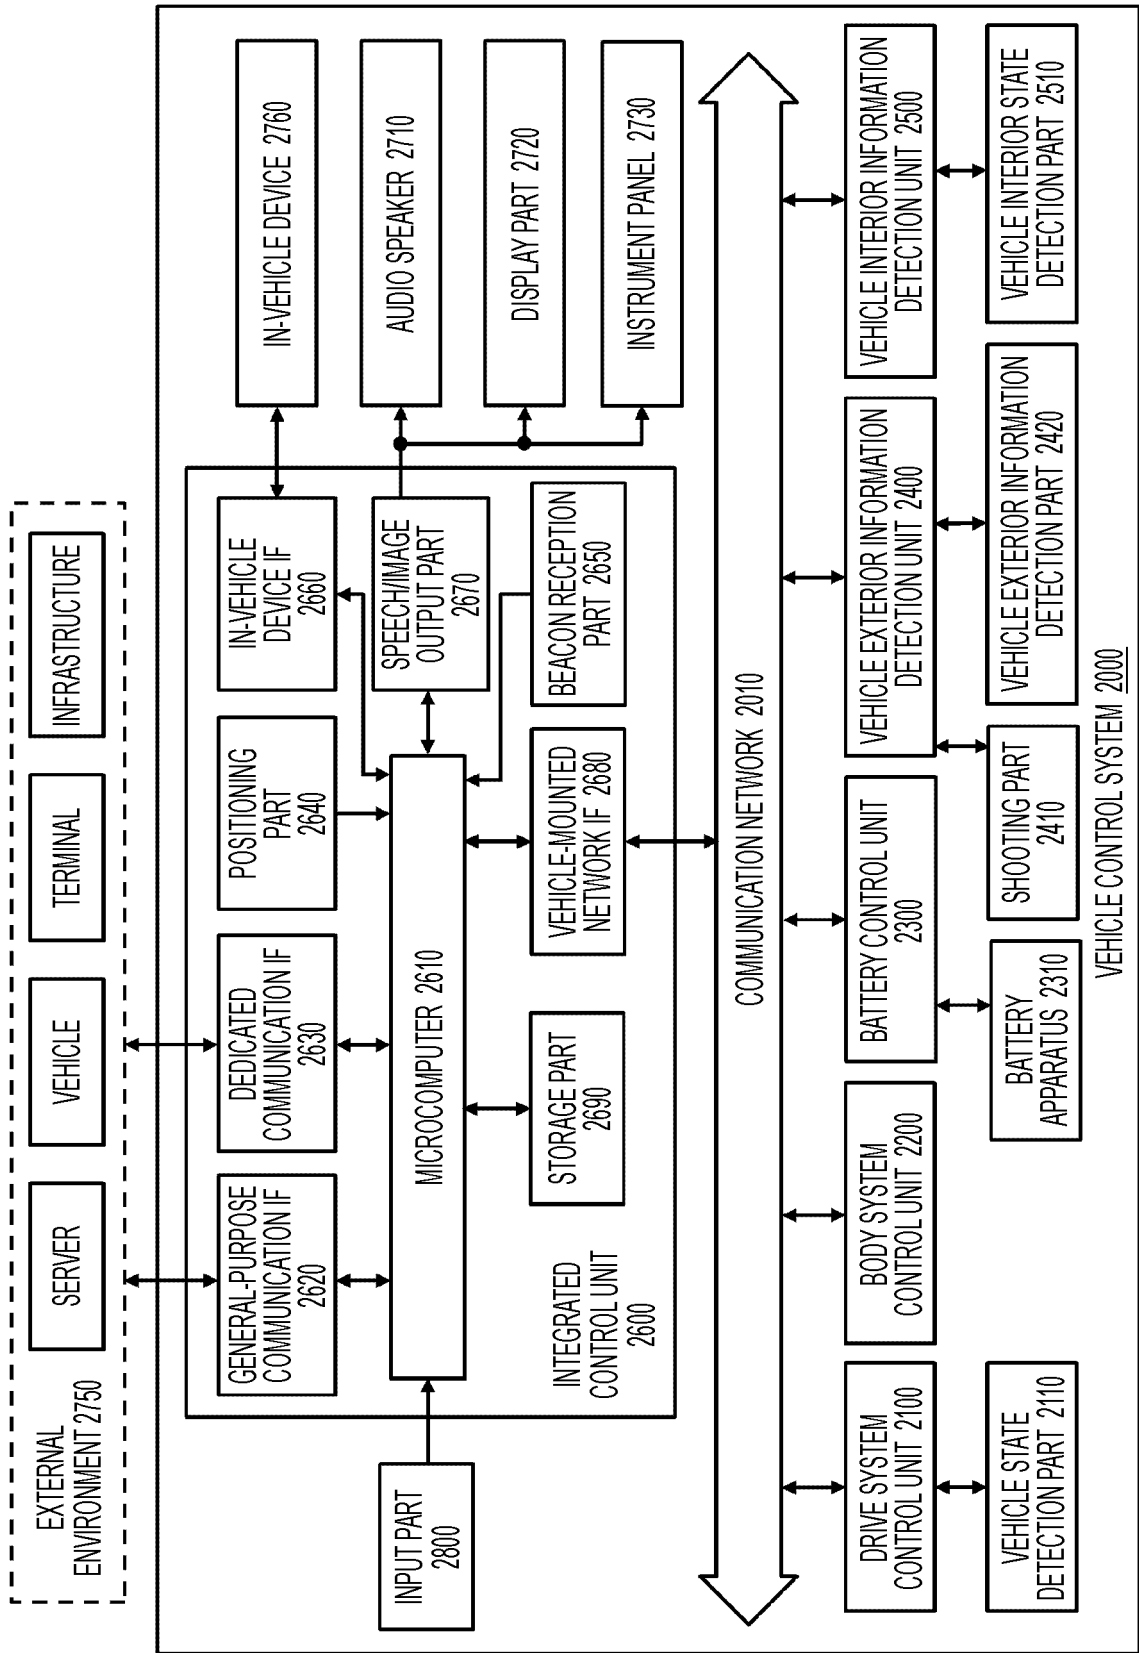 EXTERNAL
ENVIRONMENT 2750
SERVER
VEHICLE
TERMINAL
INFRASTRUCTURE
GENERAL-PURPOSE
COMMUNICATION IF
2620
DEDICATED
COMMUNICATION IF
2630
POSITIONING
PART
2640
IN-VEHICLE
DEVICE IF
2660
IN-VEHICLE DEVICE 2760
INPUT PART
2800
MICROCOMPUTER 2610
SPEECH/IMAGE
OUTPUT PART
2670
AUDIO SPEAKER 2710
DISPLAY PART 2720
INSTRUMENT PANEL 2730
INTEGRATED
CONTROL UNIT
2600
STORAGE PART
2690
VEHICLE-MOUNTED
NETWORK IF 2680
BEACON RECEPTION
PART 2650
COMMUNICATION NETWORK 2010
DRIVE SYSTEM
CONTROL UNIT 2100
BODY SYSTEM
CONTROL UNIT 2200
BATTERY CONTROL UNIT
2300
VEHICLE EXTERIOR INFORMATION
DETECTION UNIT 2400
VEHICLE INTERIOR INFORMATION
DETECTION UNIT 2500
VEHICLE STATE
DETECTION PART 2110
BATTERY
APPARATUS 2310
SHOOTING PART
2410
VEHICLE EXTERIOR INFORMATION
DETECTION PART 2420
VEHICLE INTERIOR STATE
DETECTION PART 2510
VEHICLE CONTROL SYSTEM 2000